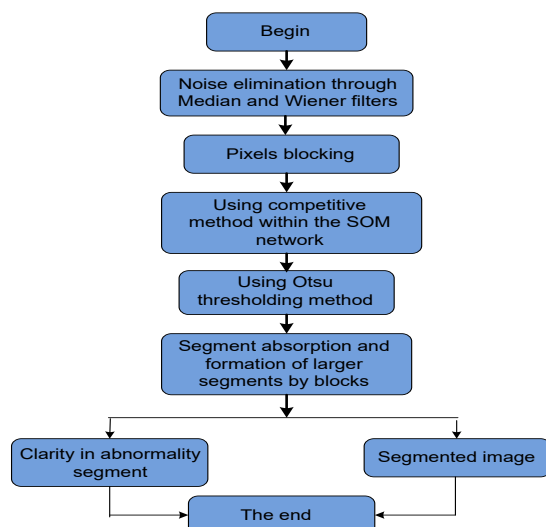 Begin
Noise elimination through
Median and Wiener filters
Pixels blocking
Using competitive
method within the SOM
network
Using Otsu
thresholding method
Segment absorption and
formation of larger
segments by blocks
Clarity in abnormality
segment
Segmented image
The end